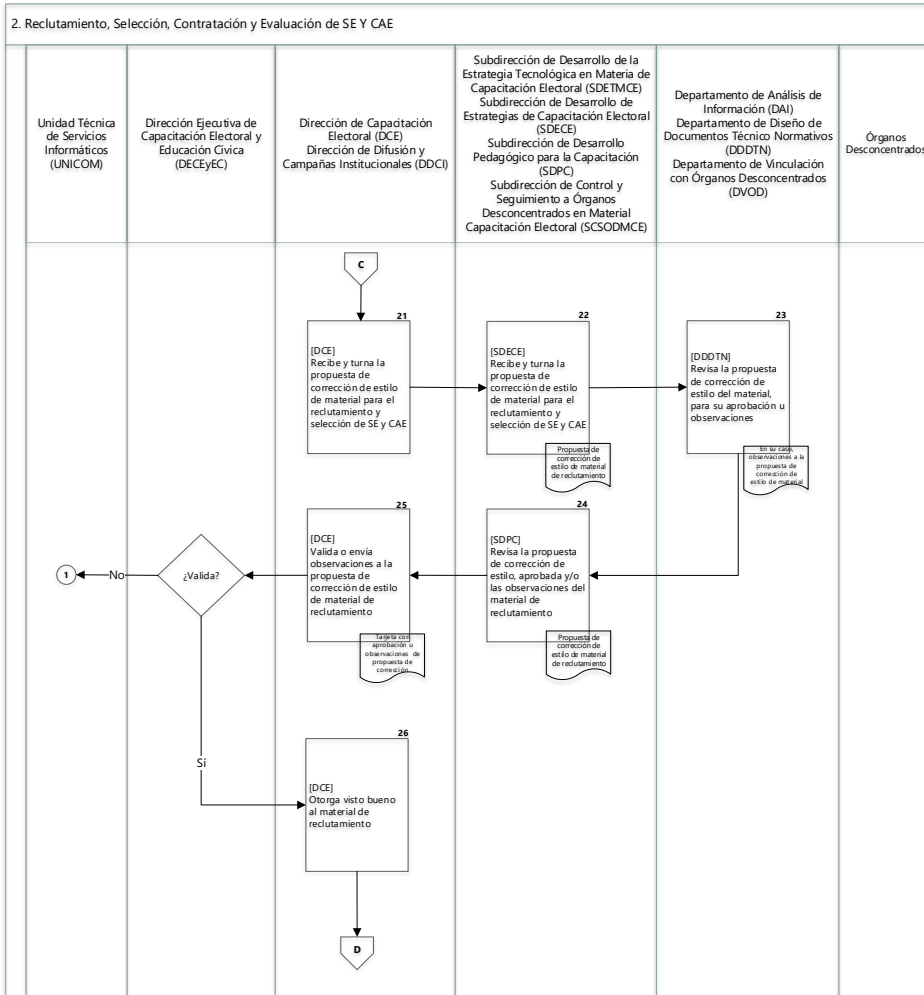 2. Reclutamiento, Selección, Contratación y Evaluación de SE Y CAE
Unidad Técnica
de Servicios
Informáticos
(UNICOM)
Dirección Ejecutiva de
Capacitación Electoral y
Educación Cívica
(DECEyEC)
Dirección de Capacitación
Electoral (DCE)
Dirección de Difusión y
Campañas Institucionales (DDCI)
Subdirección de Desarrollo de la
Estrategia Tecnológica en Materia de
Capacitación Electoral (SDETMCE)
Subdirección de Desarrollo de
Estrategias de Capacitación Electoral
(SDECE)
Subdirección de Desarrollo
Pedagógico para la Capacitación
(SDPC)
Subdirección de Control y
Seguimiento a Órganos
Desconcentrados en Material
Capacitación Electoral (SCSODMCE)
Departamento de Análisis de
Información (DAI)
Departamento de Diseño de
Documentos Técnico Normativos
(DDDTN)
Departamento de Vinculación
con Órganos Desconcentrados
(DVOD)
Órganos
Desconcentrados
C
21
[DCE]
Recibe y turna la
propuesta de
corrección de estilo
de material para el
reclutamiento y
selección de SE y CAE
22
[SDECE]
Recibe y turna la
propuesta de
corrección de estilo
de material para el
reclutamiento y
selección de SE y CAE
Propuesta de
corrección de
estilo de material
de reclutamiento
23
[DDDTN]
Revisa la propuesta
de corrección de
estilo del material,
para su aprobación u
observaciones
En su caso,
observaciones a la
propuesta de
corrección de
estilo de material
24
[SDPC]
Revisa la propuesta
de corrección de
estilo, aprobada y/o
las observaciones del
material de
reclutamiento
Propuesta de
corrección de
estilo de material
de reclutamiento
25
[DCE]
Valida o envía
observaciones a la
propuesta de
corrección de estilo
de material de
reclutamiento
Tarjeta con
aprobación u
observaciones de
propuesta de
corrección
¿Valida?
No
1
Sí
26
[DCE]
Otorga visto bueno
al material de
reclutamiento
D